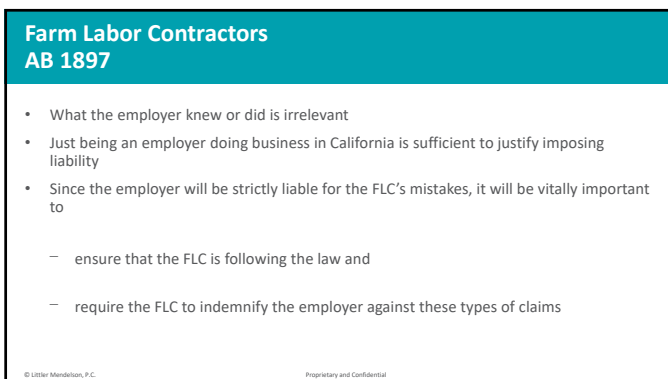 Farm Labor Contractors
AB 1897
• What the employer knew or did is irrelevant
• Just being an employer doing business in California is sufficient to justify imposing
liability
• Since the employer will be strictly liable for the FLC's mistakes, it will be vitally important
to
– ensure that the FLC is following the law and
– require the FLC to indemnify the employer against these types of claims
© Littler Mendelson, P.C. Proprietary and Confidential